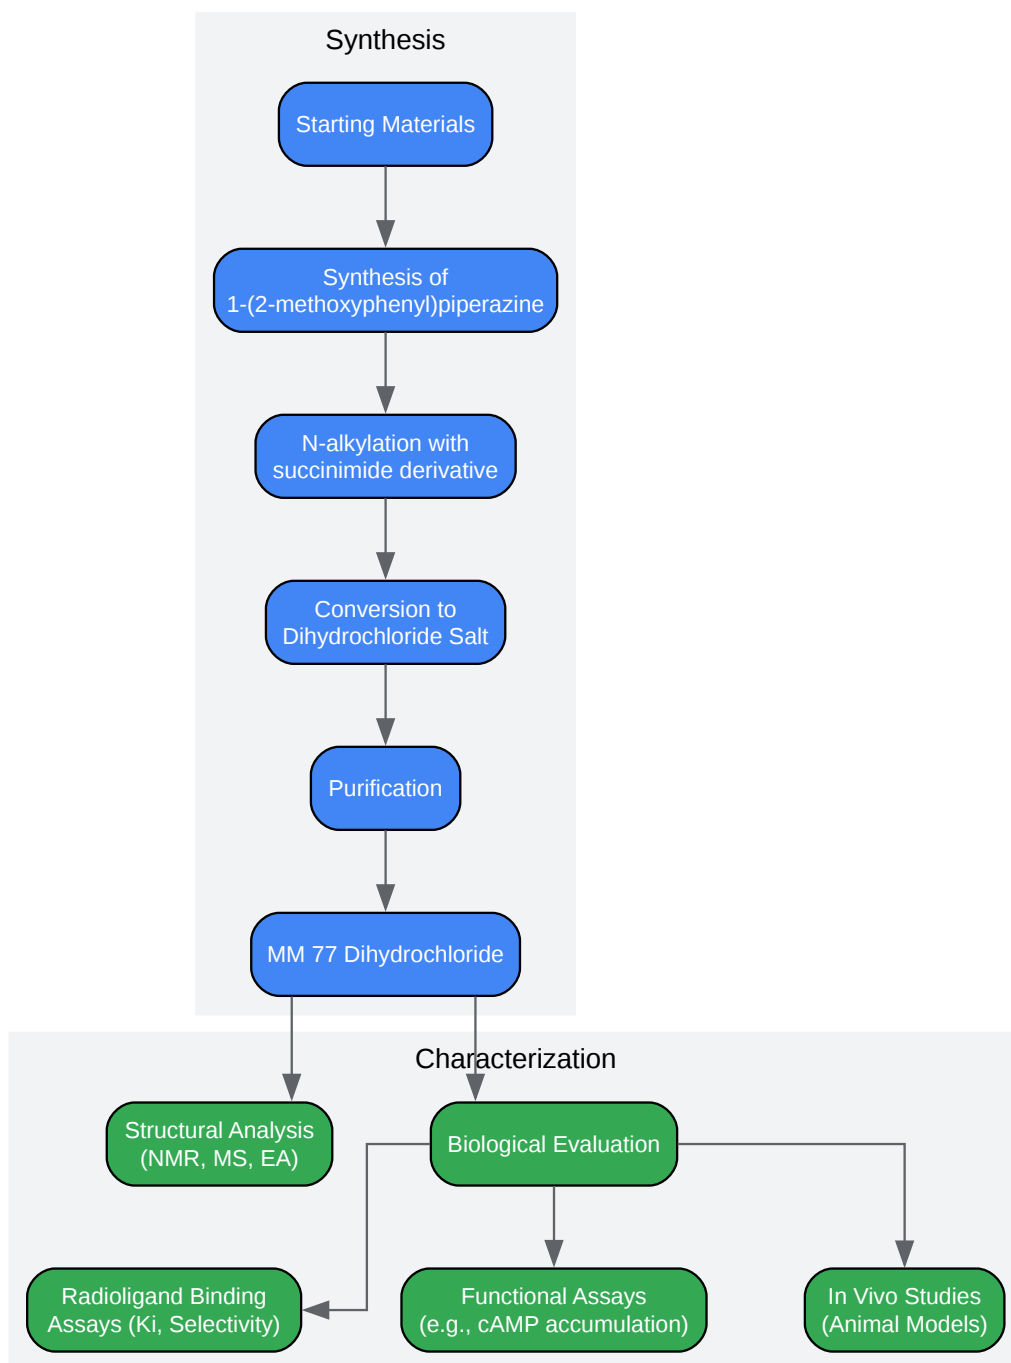 Synthesis
Starting Materials
Synthesis of
1-(2-methoxyphenyl)piperazine
N-alkylation with
succinimide derivative
Conversion to
Dihydrochloride Salt
Purification
MM 77 Dihydrochloride
Characterization
Structural Analysis
(NMR, MS, EA)
Biological Evaluation
Radioligand Binding
Assays (Ki, Selectivity)
Functional Assays
(e.g., cAMP accumulation)
In Vivo Studies
(Animal Models)